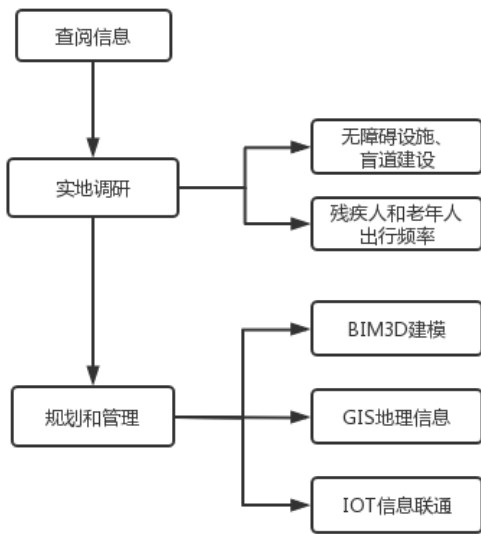 查阅信息
实地调研
无障碍设施、
盲道建设
残疾人和老年人
出行频率
规划和管理
BIM3D建模
GIS地理信息
IOT信息联通